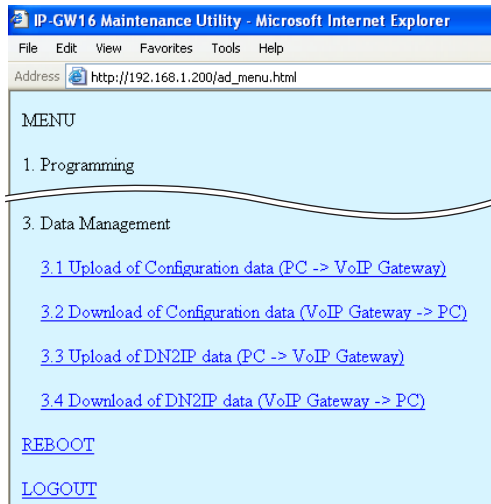 IP-GW16 Maintenance Utility - Microsoft Internet Explorer
File Edit View Favorites Tools Help
Address http://192.168.1.200/ad_menu.html
MENU
1. Programming
3. Data Management
3.1 Upload of Configuration data (PC -> VoIP Gateway)
3.2 Download of Configuration data (VoIP Gateway -> PC)
3.3 Upload of DN2IP data (PC -> VoIP Gateway)
3.4 Download of DN2IP data (VoIP Gateway -> PC)
REBOOT
LOGOUT